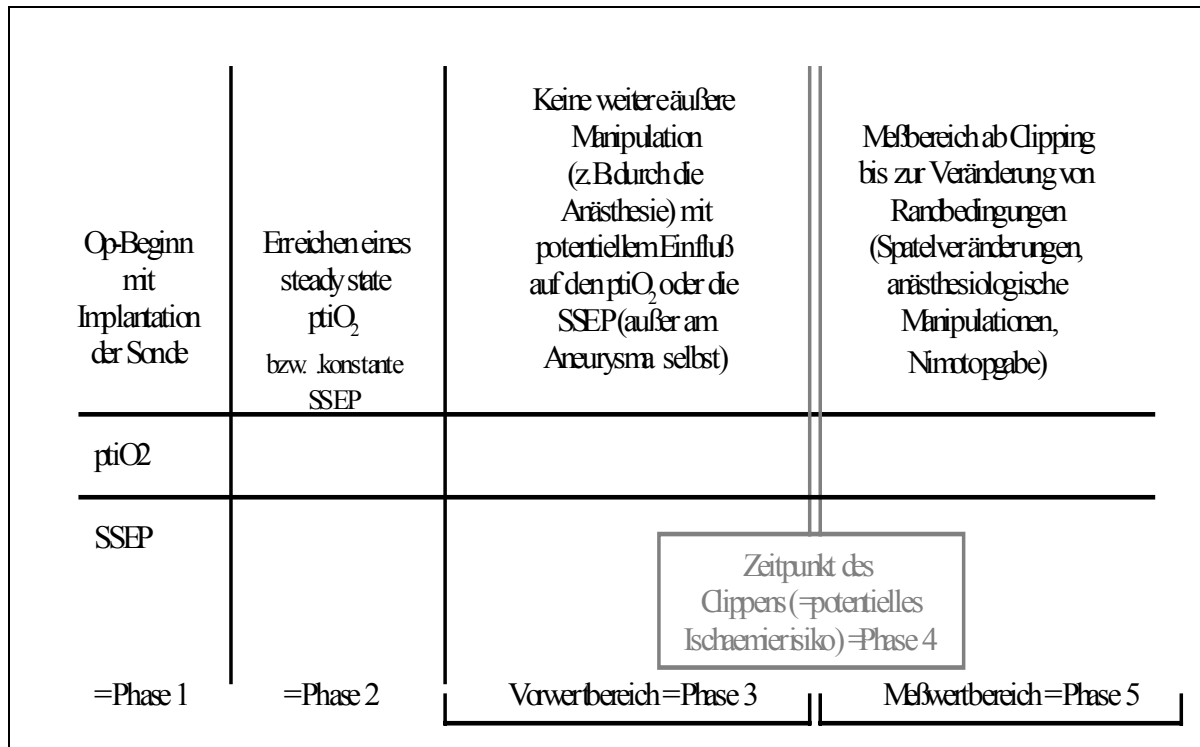 Op-Beginn
mit
Implantation
der Sonde
Erreichen eines
steady state
ptiO₂
bzw. .konstante
SSEP
Keine weitere äußere
Manipulation
(z.B.durch die
Anästhesie) mit
potentiellem Einfluß
auf den ptiO₂ oder die
SSEP (außer am
Aneurysma selbst)
Meßbereich ab Clipping
bis zur Veränderung von
Randbedingungen
(Spatelveränderungen,
anästhesiologische
Manipulationen,
Nimotopgabe)
ptiO2
SSEP
Zeitpunkt des
Clippens (=potentielles
Ischaemierisiko) =Phase 4
=Phase 1
=Phase 2
Vorwertbereich =Phase 3
Meßwertbereich =Phase 5